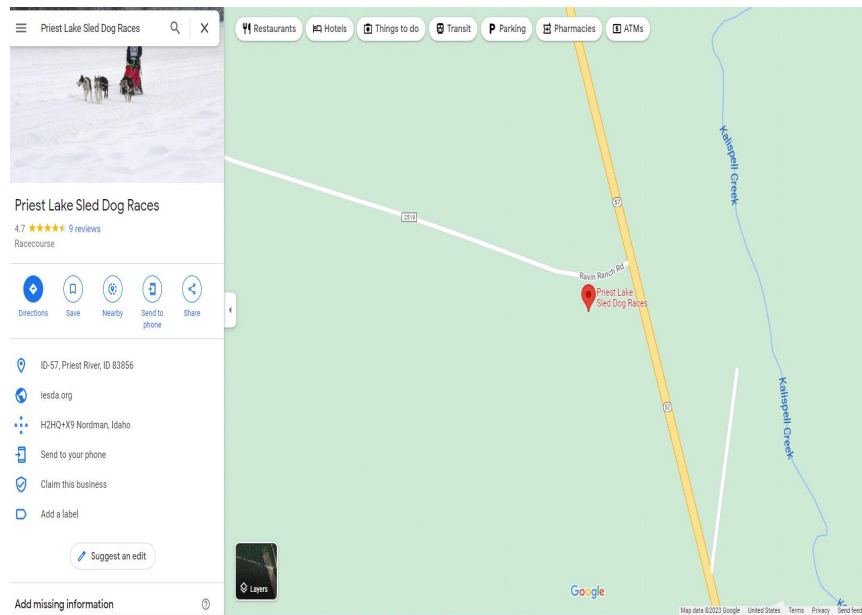 Priest Lake Sled Dog Races
Restaurants
Hotels
Things to do
Transit
Parking
Pharmacies
ATMs
Priest Lake Sled Dog Races
4.7
9 reviews
Racecourse
Directions
Save
Nearby
Send to
phone
Share
ID-57, Priest River, ID 83856
iesda.org
H2HQ+X9 Nordman, Idaho
Send to your phone
Claim this business
Add a label
Suggest an edit
Add missing information
Kalispell Creek
57
2519
Ravin Ranch Rd
Priest Lake
Sled Dog Races
57
Kalispell Creek
Layers
Google
Map data ©2023 Google United States Terms Privacy Send feed